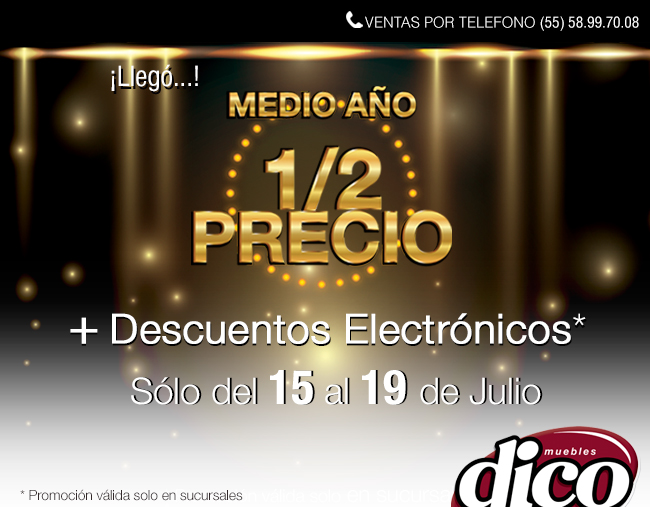 VENTAS POR TELEFONO (55) 58.99.70.08
¡Llegó...!
MEDIO AÑO
1/2
PRECIO
+ Descuentos Electrónicos*
Sólo del 15 al 19 de Julio
muebles
dico
* Promoción válida solo en sucursales